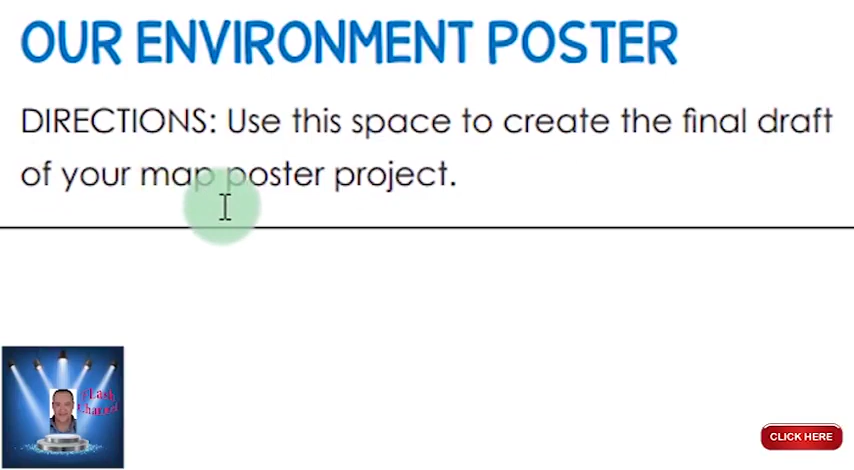 OUR ENVIRONMENT POSTER
DIRECTIONS: Use this space to create the final draft
of your map poster project.
Channel
CLICK HERE